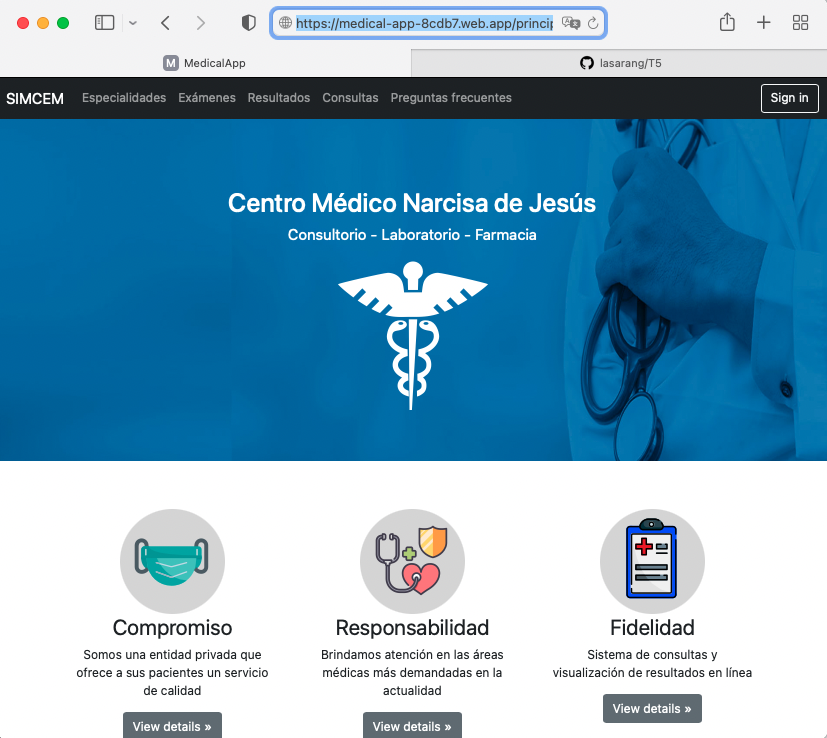 https://medical-app-8cdb7.web.app/princip
M MedicalApp
lasarang/T5
SIMCEM Especialidades Exámenes Resultados Consultas Preguntas frecuentes Sign in
Centro Médico Narcisa de Jesús
Consultorio - Laboratorio - Farmacia
Compromiso
Somos una entidad privada que
ofrece a sus pacientes un servicio
de calidad
View details »
Responsabilidad
Brindamos atención en las áreas
médicas más demandadas en la
actualidad
View details »
Fidelidad
Sistema de consultas y
visualización de resultados en línea
View details »